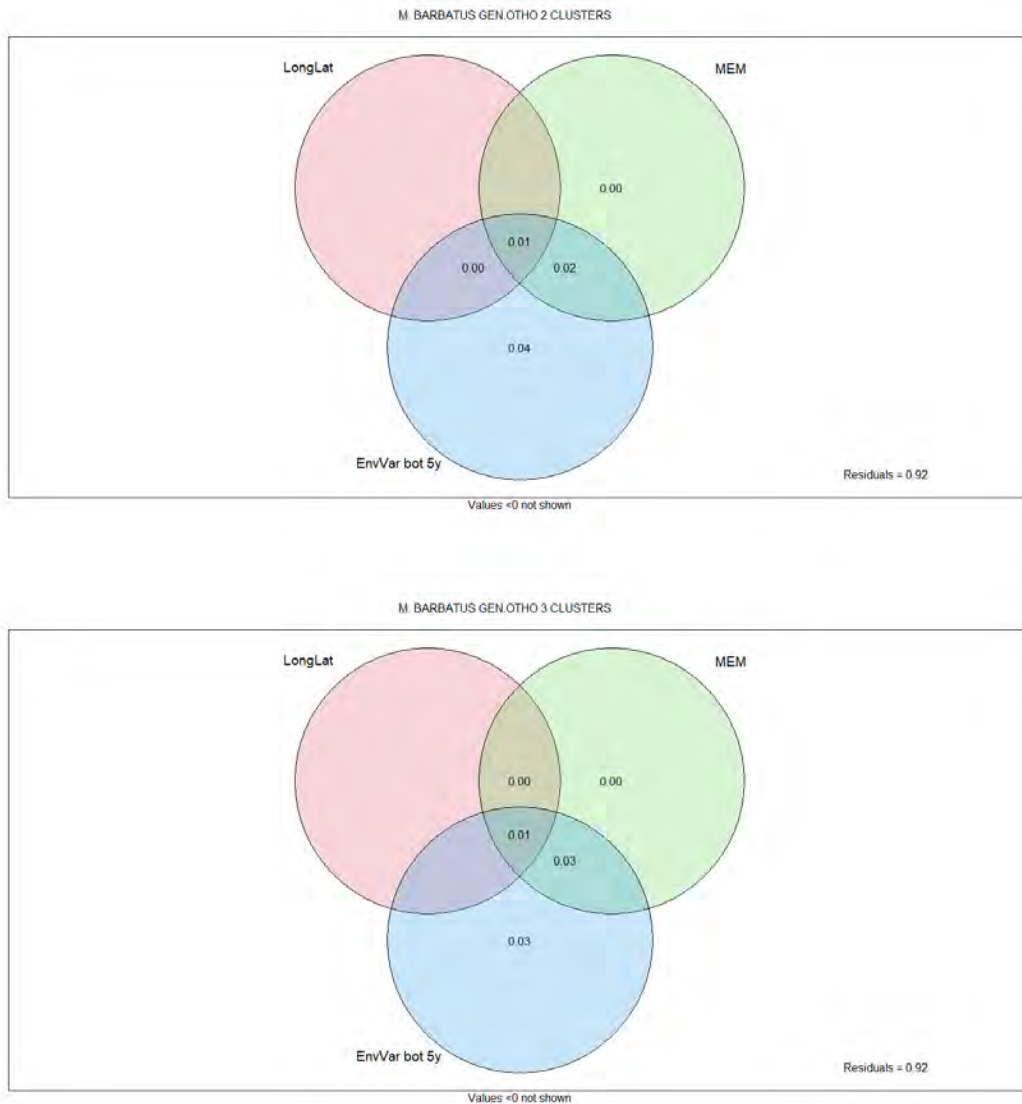 M. BARBATUS GEN.OTHO 2 CLUSTERS
LongLat
MEM
0.00
0.01
0.00
0.02
0.04
EnvVar bot 5y
Residuals = 0.92
Values <0 not shown
M. BARBATUS GEN.OTHO 3 CLUSTERS
LongLat
MEM
0.00
0.00
0.01
0.03
0.03
EnvVar bot 5y
Residuals = 0.92
Values <0 not shown